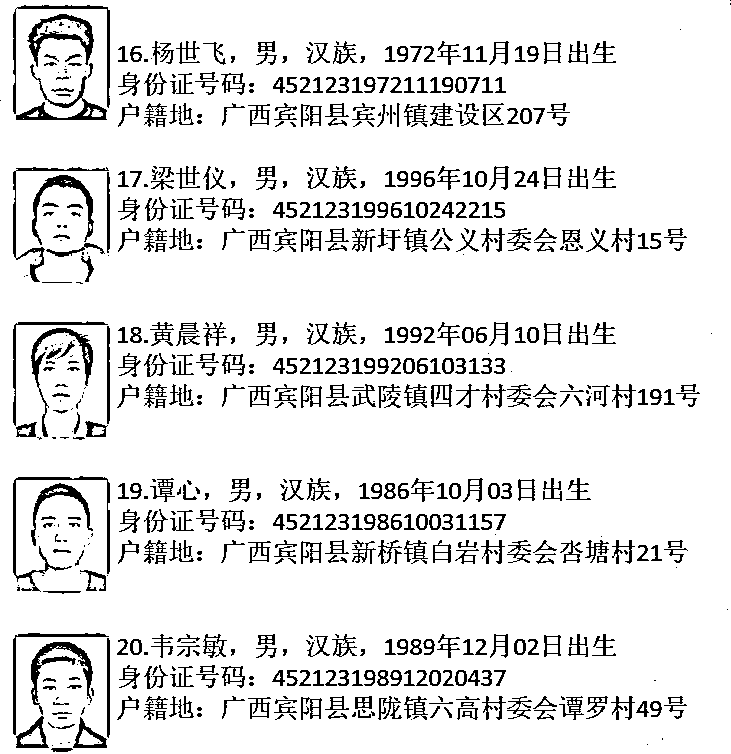 16.杨世飞，男，汉族，1972年11月19日出生
身份证号码：452123197211190711
户籍地：广西宾阳县宾州镇建设区207号
17.梁世仪，男，汉族，1996年10月24日出生
身份证号码：452123199610242215
户籍地：广西宾阳县新圩镇公义村委会恩义村15号
18.黄晨祥，男，汉族，1992年06月10日出生
身份证号码：452123199206103133
户籍地：广西宾阳县武陵镇四才村委会六河村191号
19.谭心，男，汉族，1986年10月03日出生
身份证号码：452123198610031157
户籍地：广西宾阳县新桥镇白岩村委会沓塘村21号
20.韦宗敏，男，汉族，1989年12月02日出生
身份证号码：452123198912020437
户籍地：广西宾阳县思陇镇六高村委会谭罗村49号